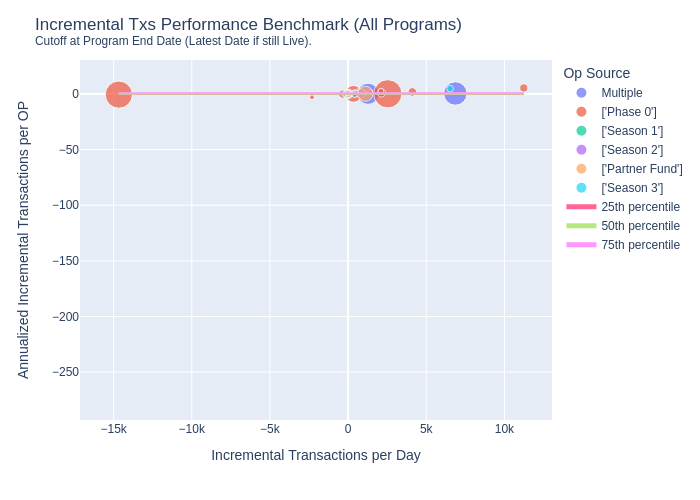 Incremental Txs Performance Benchmark (All Programs)
Cutoff at Program End Date (Latest Date if still Live).
Annualized Incremental Transactions per OP
0
−50
−100
−150
−200
−250
−15k
−10k
−5k
0
5k
10k
Incremental Transactions per Day
Op Source
Multiple
['Phase 0']
['Season 1']
['Season 2']
['Partner Fund']
['Season 3']
25th percentile
50th percentile
75th percentile